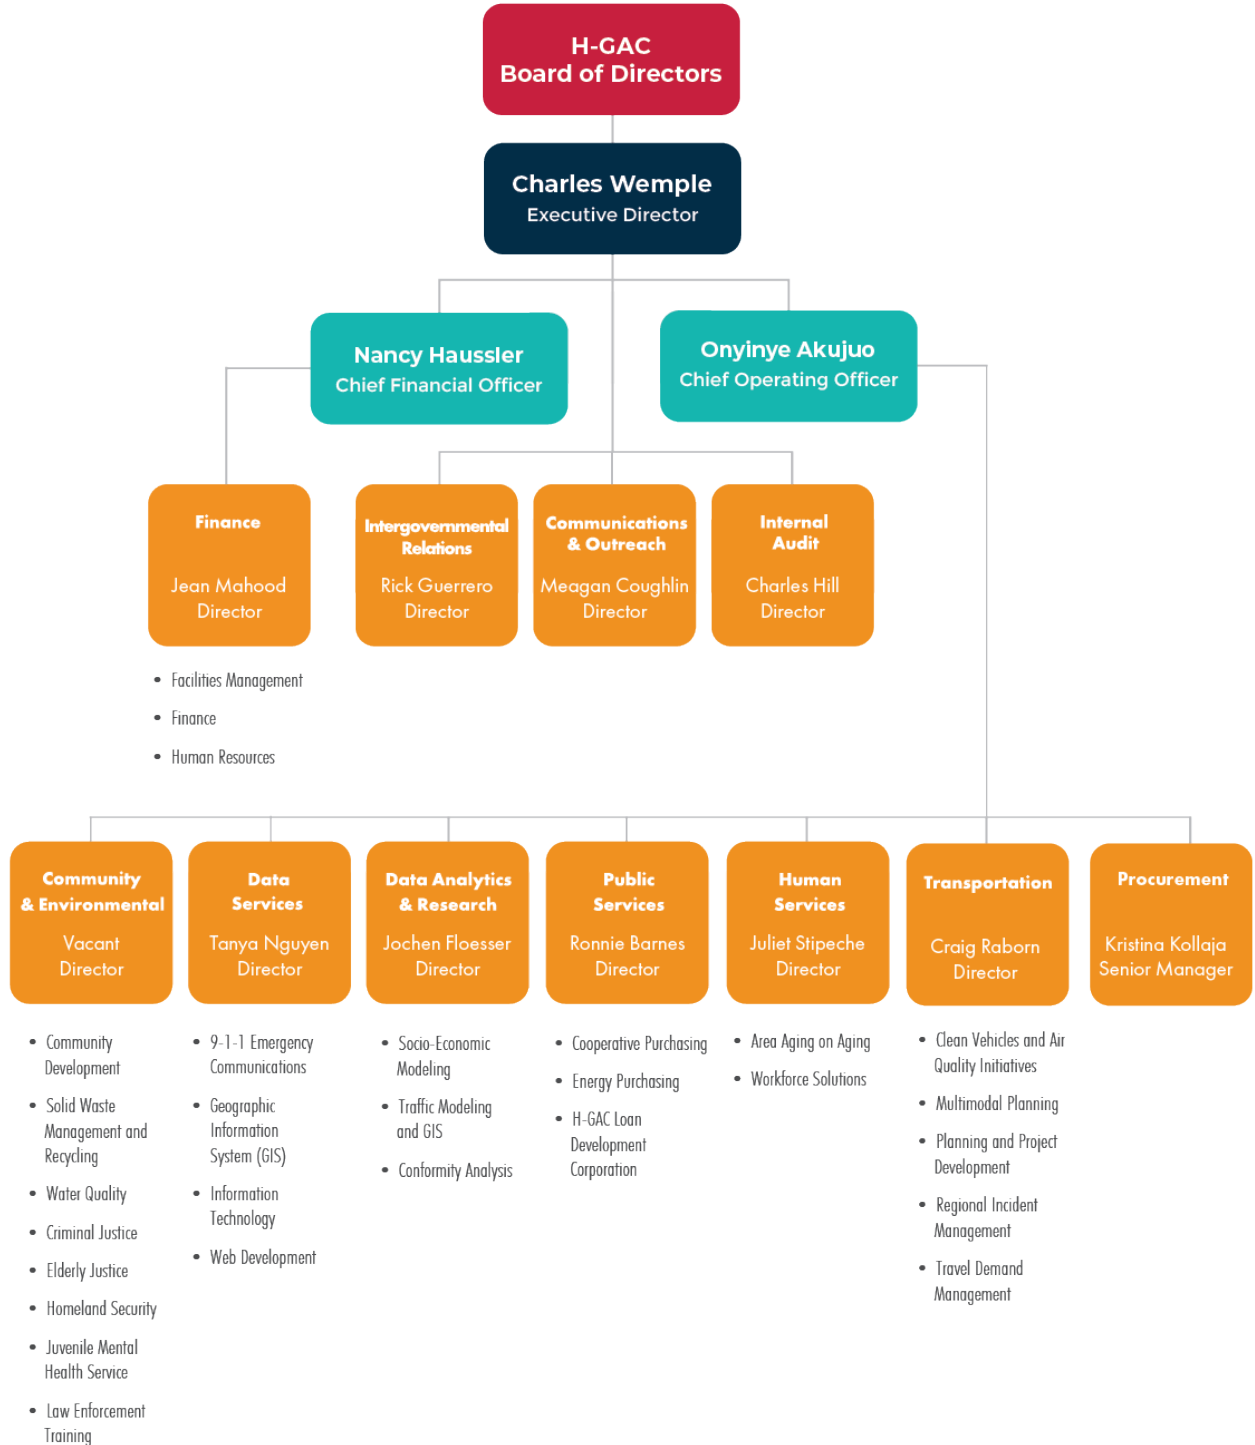 H-GAC
Board of Directors
Charles Wemple
Executive Director
Nancy Haussler
Chief Financial Officer
Onyinye Akujuo
Chief Operating Officer
Finance
Jean Mahood
Director
Intergovernmental
Relations
Rick Guerrero
Director
Communications
& Outreach
Meagan Coughlin
Director
Internal
Audit
Charles Hill
Director
• Facilities Management
• Finance
• Human Resources
Community
& Environmental
Vacant
Director
Data
Services
Tanya Nguyen
Director
Data Analytics
& Research
Jochen Floesser
Director
Public
Services
Ronnie Barnes
Director
Human
Services
Juliet Stipeche
Director
Transportation
Craig Raborn
Director
Procurement
Kristina Kollaja
Senior Manager
• Community
Development
• Solid Waste
Management and
Recycling
• Water Quality
• Criminal Justice
• Elderly Justice
• Homeland Security
• Juvenile Mental
Health Service
• Law Enforcement
Training
• 9-1-1 Emergency
Communications
• Geographic
Information
System (GIS)
• Information
Technology
• Web Development
• Socio-Economic
Modeling
• Traffic Modeling
and GIS
• Conformity Analysis
• Cooperative Purchasing
• Energy Purchasing
• H-GAC Loan
Development
Corporation
• Area Aging on Aging
• Workforce Solutions
• Clean Vehicles and Air
Quality Initiatives
• Multimodal Planning
• Planning and Project
Development
• Regional Incident
Management
• Travel Demand
Management